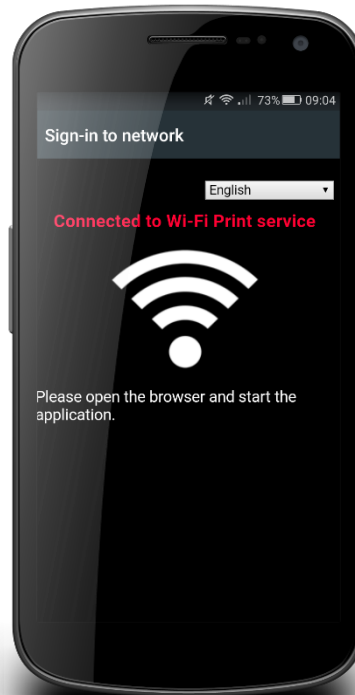 73% 09:04
Sign-in to network
English
Connected to Wi-Fi Print service
Please open the browser and start the
application.